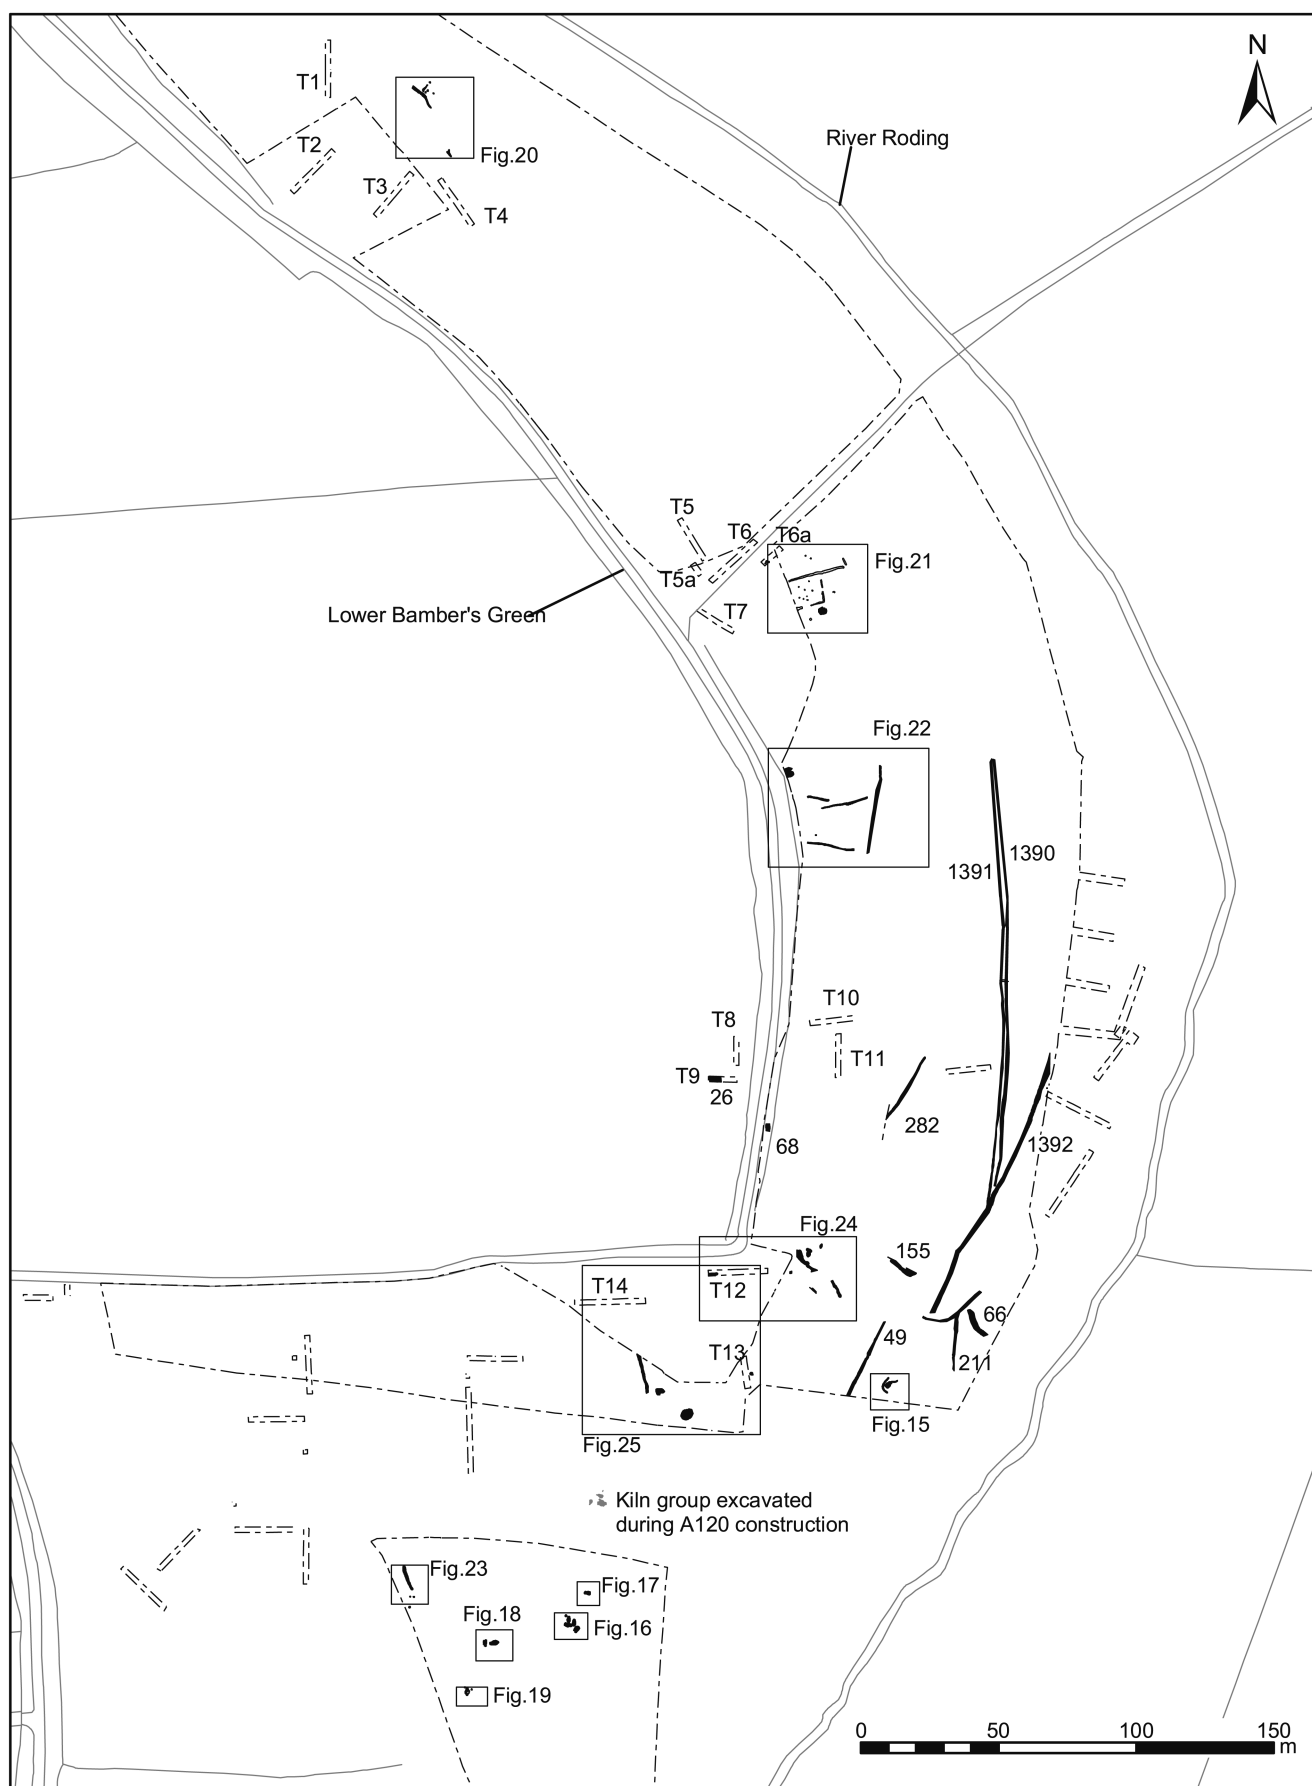 N
T1
River Roding
T2
Fig.20
T3
T4
T5
T6
T6a
Fig.21
T5a
Lower Bamber's Green
T7
Fig.22
1390
1391
T10
T8
T11
T9
26
282
68
1392
Fig.24
155
T14
T12
66
49
T13
211
Fig.15
Fig.25
Kiln group excavated
during A120 construction
Fig.23
Fig.17
Fig.18
Fig.16
Fig.19
0 50 100 150
m